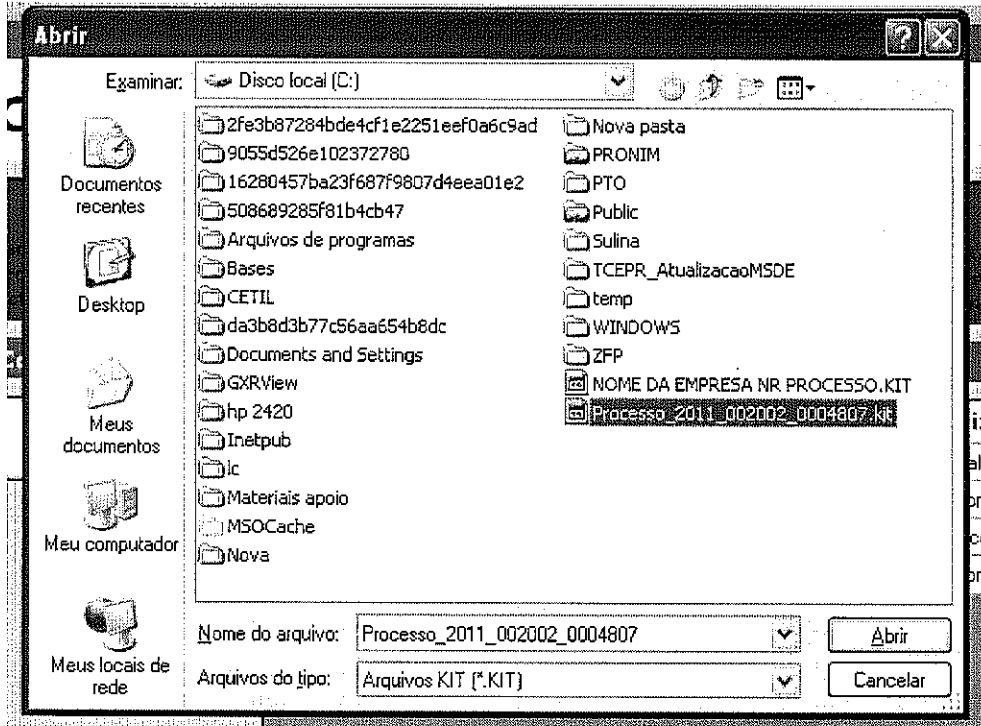 Abrir
Examinar: Disco local (C:)
Documentos
recentes
Desktop
Meus
documentos
Meu computador
Meus locais de
rede
2fe3b87284bde4cf1e2251eef0a6c9ad
9055d526e102372780
16280457ba23f687f9807d4eea01e2
508689285f81b4cb47
Arquivos de programas
Bases
CETIL
da3b8d3b77c56aa654b8dc
Documents and Settings
GXRView
hp 2420
Inetpub
lc
Materiais apoio
MSOCache
Nova
Nova pasta
PRONIM
PTO
Public
Sulina
TCEPR_AtualizacaoMSDE
temp
WINDOWS
ZFP
NOME DA EMPRESA NR PROCESSO.KIT
Processo_2011_002002_0004807.kit
Nome do arquivo: Processo_2011_002002_0004807
Abrir
Arquivos do tipo: Arquivos KIT (*.KIT)
Cancelar